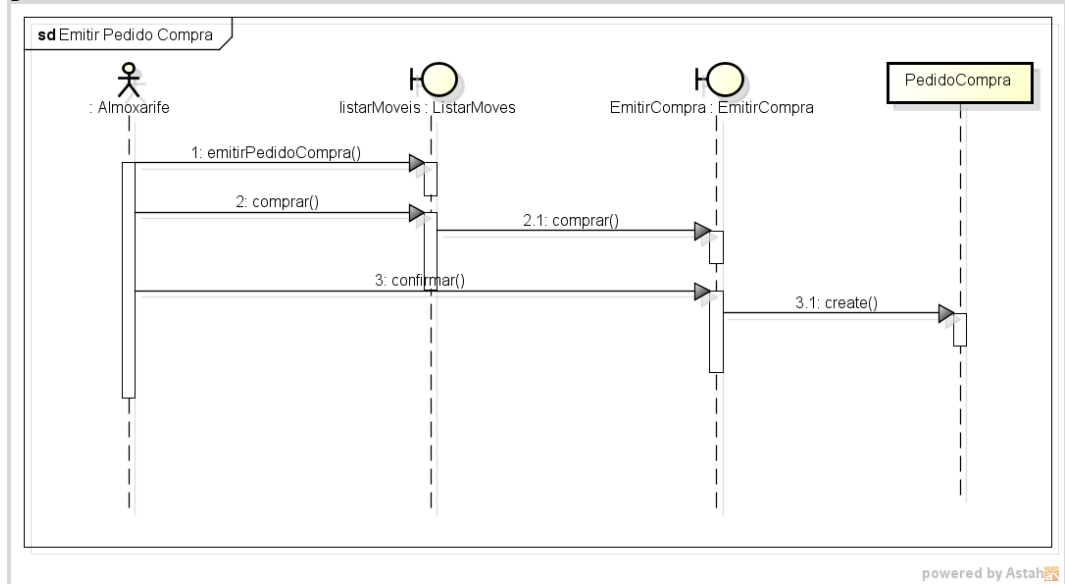 sd Emitir Pedido Compra
: Almoxarife
listarMoveis : ListarMoves
EmitirCompra : EmitirCompra
PedidoCompra
1: emitirPedidoCompra()
2: comprar()
2.1: comprar()
3: confirmar()
3.1: create()
powered by Astah